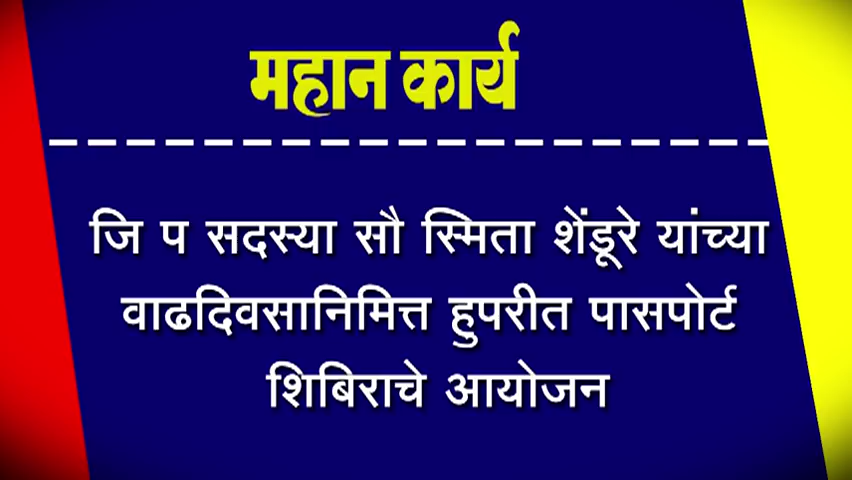 महान कार्य
जि प सदस्या सौ स्मिता शेंडूरे यांच्या
वाढदिवसानिमित्त हुपरीत पासपोर्ट
शिबिराचे आयोजन